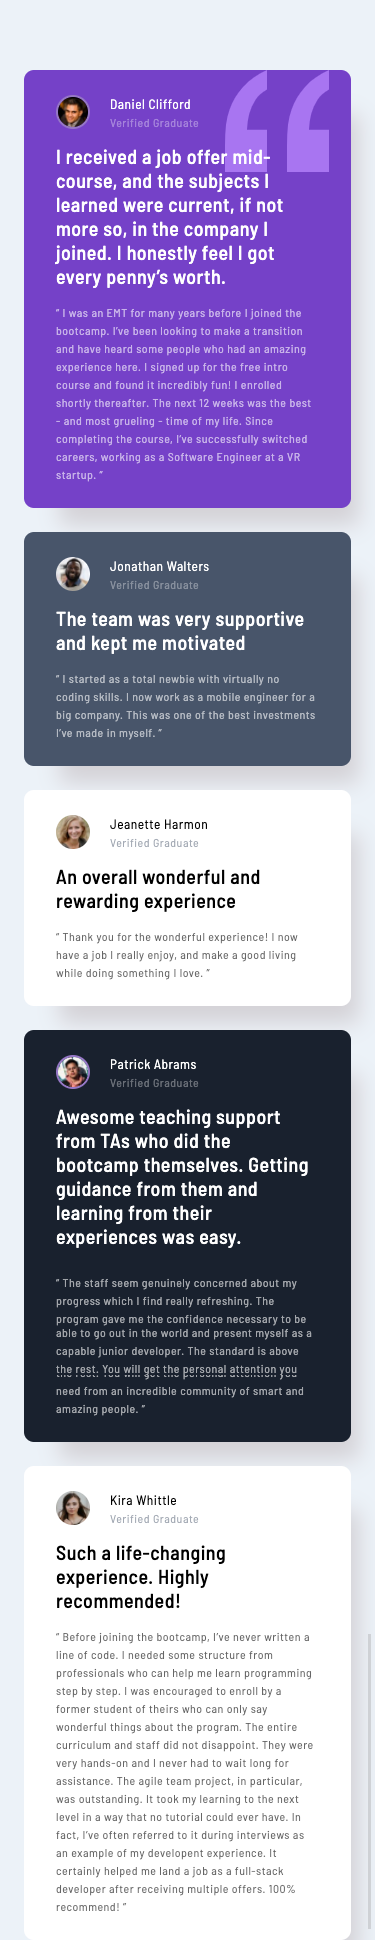 Daniel Clifford
Verified Graduate
I received a job offer mid-
course, and the subjects I
learned were current, if not
more so, in the company I
joined. I honestly feel I got
every penny’s worth.
“ I was an EMT for many years before I joined the
bootcamp. I’ve been looking to make a transition
and have heard some people who had an amazing
experience here. I signed up for the free intro
course and found it incredibly fun! I enrolled
shortly thereafter. The next 12 weeks was the best
- and most grueling - time of my life. Since
completing the course, I’ve successfully switched
careers, working as a Software Engineer at a VR
startup. ”
Jonathan Walters
Verified Graduate
The team was very supportive
and kept me motivated
“ I started as a total newbie with virtually no
coding skills. I now work as a mobile engineer for a
big company. This was one of the best investments
I’ve made in myself. ”
Jeanette Harmon
Verified Graduate
An overall wonderful and
rewarding experience
“ Thank you for the wonderful experience! I now
have a job I really enjoy, and make a good living
while doing something I love. ”
Patrick Abrams
Verified Graduate
Awesome teaching support
from TAs who did the
bootcamp themselves. Getting
guidance from them and
learning from their
experiences was easy.
“ The staff seem genuinely concerned about my
progress which I find really refreshing. The
program gave me the confidence necessary to be
able to go out in the world and present myself as a
capable junior developer. The standard is above
the rest. You will get the personal attention you
need from an incredible community of smart and
amazing people. ”
Kira Whittle
Verified Graduate
Such a life-changing
experience. Highly
recommended!
“ Before joining the bootcamp, I’ve never written a
line of code. I needed some structure from
professionals who can help me learn programming
step by step. I was encouraged to enroll by a
former student of theirs who can only say
wonderful things about the program. The entire
curriculum and staff did not disappoint. They were
very hands-on and I never had to wait long for
assistance. The agile team project, in particular,
was outstanding. It took my learning to the next
level in a way that no tutorial could ever have. In
fact, I’ve often referred to it during interviews as
an example of my developent experience. It
certainly helped me land a job as a full-stack
developer after receiving multiple offers. 100%
recommend! ”